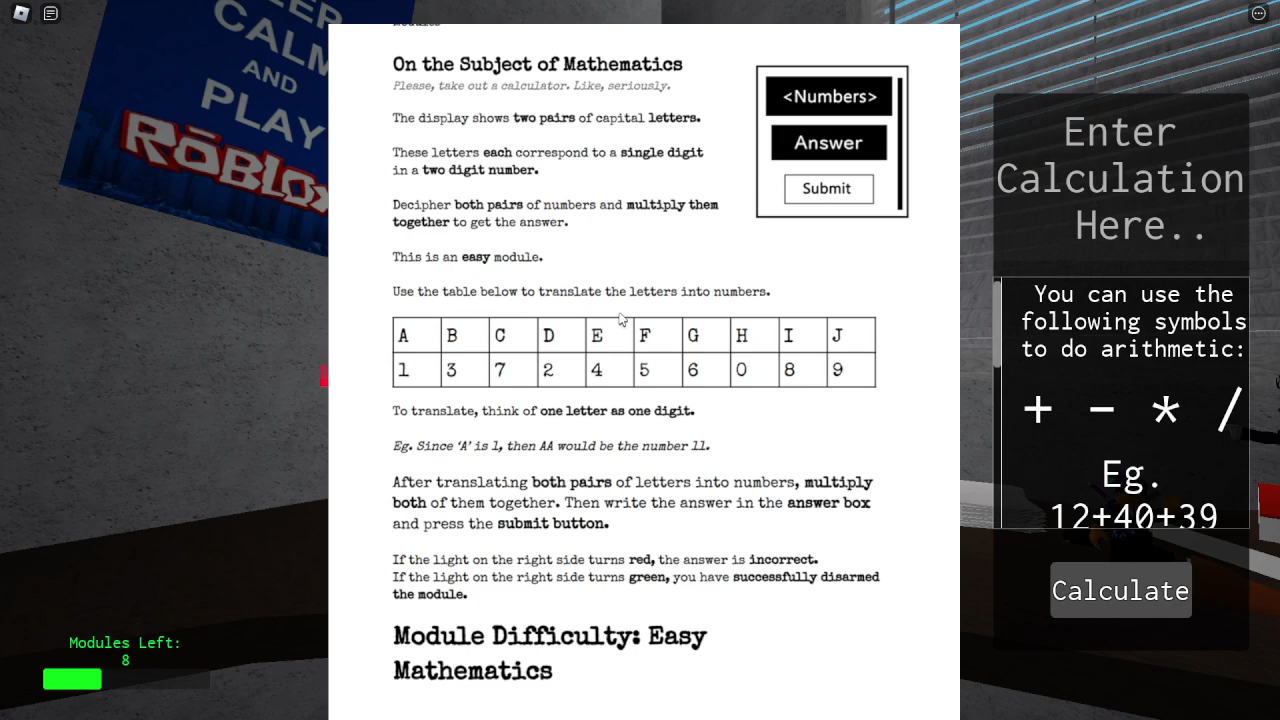 KEEP
CALM
AND
PLAY
ROBLOX
Modules
On the Subject of Mathematics
Please, take out a calculator. Like, seriously.
The display shows two pairs of capital letters.
These letters each correspond to a single digit
in a two digit number.
Decipher both pairs of numbers and multiply them
together to get the answer.
This is an easy module.
<Numbers>
Answer
Submit
Use the table below to translate the letters into numbers.
A B C D E F G H I J
1 3 7 2 4 5 6 0 8 9
To translate, think of one letter as one digit.
Eg. Since ‘A’ is 1, then AA would be the number 11.
After translating both pairs of letters into numbers, multiply
both of them together. Then write the answer in the answer box
and press the submit button.
If the light on the right side turns red, the answer is incorrect.
If the light on the right side turns green, you have successfully disarmed
the module.
Module Difficulty: Easy
Mathematics
Enter
Calculation
Here..
You can use the
following symbols
to do arithmetic:
+ - * /
Eg.
12+40+39
Calculate
Modules Left:
8